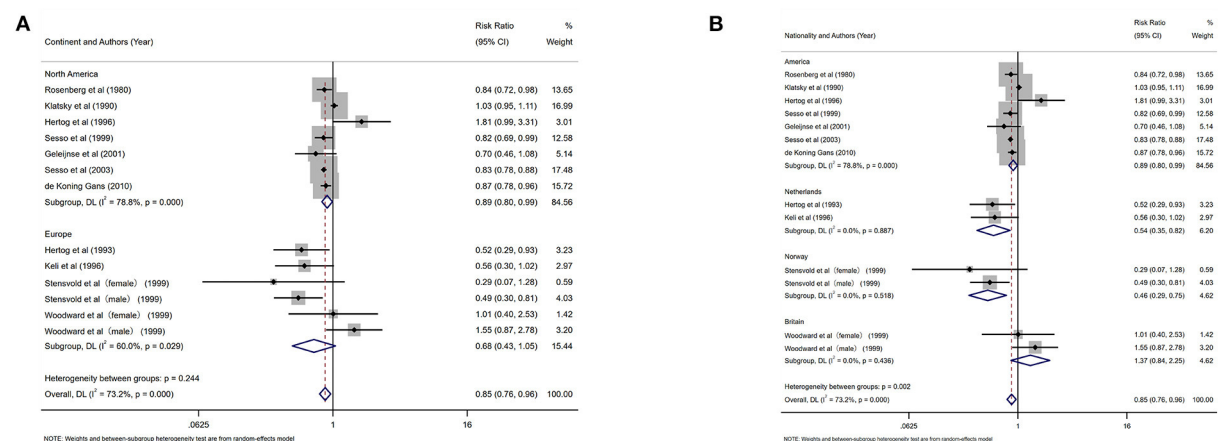 A
Risk Ratio %
Continent and Authors (Year) (95% CI) Weight
North America
Rosenberg et al (1980) 0.84 (0.72, 0.98) 13.65
Klatsky et al (1990) 1.03 (0.95, 1.11) 16.99
Hertog et al (1996) 1.81 (0.99, 3.31) 3.01
Sesso et al (1999) 0.82 (0.69, 0.99) 12.58
Geleijnse et al (2001) 0.70 (0.46, 1.08) 5.14
Sesso et al (2003) 0.83 (0.78, 0.88) 17.48
de Koning Gans (2010) 0.87 (0.78, 0.96) 15.72
Subgroup, DL (I² = 78.8%, p = 0.000) 0.89 (0.80, 0.99) 84.56
Europe
Hertog et al (1993) 0.52 (0.29, 0.93) 3.23
Keli et al (1996) 0.56 (0.30, 1.02) 2.97
Stensvold et al（female） (1999) 0.29 (0.07, 1.28) 0.59
Stensvold et al（male） (1999) 0.49 (0.30, 0.81) 4.03
Woodward et al（female） (1999) 1.01 (0.40, 2.53) 1.42
Woodward et al（male） (1999) 1.55 (0.87, 2.78) 3.20
Subgroup, DL (I² = 60.0%, p = 0.029) 0.68 (0.43, 1.05) 15.44
Heterogeneity between groups: p = 0.244
Overall, DL (I² = 73.2%, p = 0.000) 0.85 (0.76, 0.96) 100.00
.0625 1 16
NOTE: Weights and between-subgroup heterogeneity test are from random-effects model
B
Risk Ratio %
Nationality and Authors (Year) (95% CI) Weight
America
Rosenberg et al (1980) 0.84 (0.72, 0.98) 13.65
Klatsky et al (1990) 1.03 (0.95, 1.11) 16.99
Hertog et al (1996) 1.81 (0.99, 3.31) 3.01
Sesso et al (1999) 0.82 (0.69, 0.99) 12.58
Geleijnse et al (2001) 0.70 (0.46, 1.08) 5.14
Sesso et al (2003) 0.83 (0.78, 0.88) 17.48
de Koning Gans (2010) 0.87 (0.78, 0.96) 15.72
Subgroup, DL (I² = 78.8%, p = 0.000) 0.89 (0.80, 0.99) 84.56
Netherlands
Hertog et al (1993) 0.52 (0.29, 0.93) 3.23
Keli et al (1996) 0.56 (0.30, 1.02) 2.97
Subgroup, DL (I² = 0.0%, p = 0.887) 0.54 (0.35, 0.82) 6.20
Norway
Stensvold et al（female） (1999) 0.29 (0.07, 1.28) 0.59
Stensvold et al（male） (1999) 0.49 (0.30, 0.81) 4.03
Subgroup, DL (I² = 0.0%, p = 0.518) 0.46 (0.29, 0.75) 4.62
Britain
Woodward et al（female） (1999) 1.01 (0.40, 2.53) 1.42
Woodward et al（male） (1999) 1.55 (0.87, 2.78) 3.20
Subgroup, DL (I² = 0.0%, p = 0.436) 1.37 (0.84, 2.25) 4.62
Heterogeneity between groups: p = 0.002
Overall, DL (I² = 73.2%, p = 0.000) 0.85 (0.76, 0.96) 100.00
.0625 1 16
NOTE: Weights and between-subgroup heterogeneity test are from random-effects model